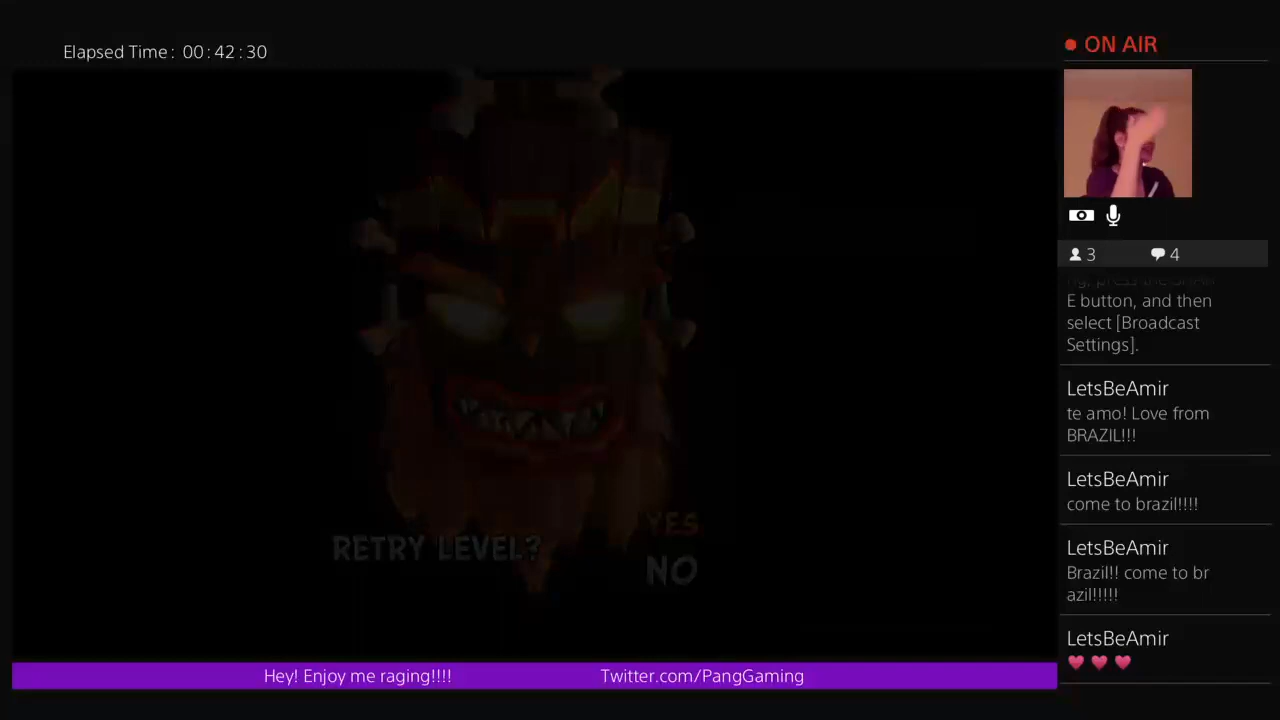 Elapsed Time: 00:42:30
ON AIR
3
4
E button, and then
select [Broadcast
Settings].
LetsBeAmir
te amo! Love from
BRAZIL!!!
LetsBeAmir
come to brazil!!!!
LetsBeAmir
Brazil!! come to br
azil!!!!!
LetsBeAmir
RETRY LEVEL?
YES
NO
Hey! Enjoy me raging!!!!
Twitter.com/PangGaming